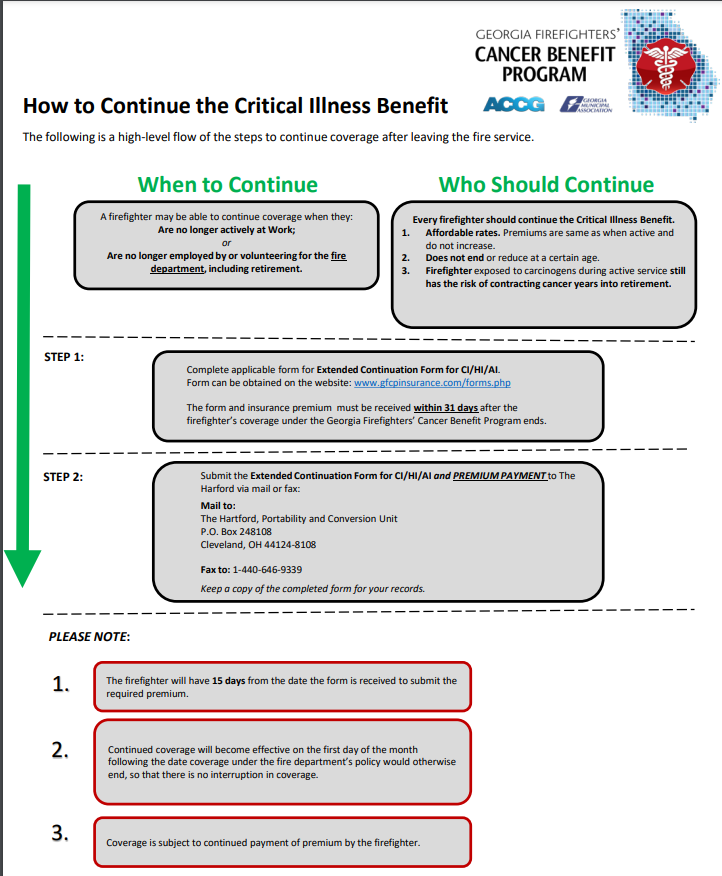 GEORGIA FIREFIGHTERS'
CANCER BENEFIT
PROGRAM
ACCG
GEORGIA
MUNICIPAL
ASSOCIATION
How to Continue the Critical Illness Benefit
The following is a high-level flow of the steps to continue coverage after leaving the fire service.
When to Continue
A firefighter may be able to continue coverage when they:
Are no longer actively at Work;
or
Are no longer employed by or volunteering for the fire
department, including retirement.
Who Should Continue
Every firefighter should continue the Critical Illness Benefit.
1. Affordable rates. Premiums are same as when active and
do not increase.
2. Does not end or reduce at a certain age.
3. Firefighter exposed to carcinogens during active service still
has the risk of contracting cancer years into retirement.
STEP 1:
Complete applicable form for Extended Continuation Form for CI/HI/AI.
Form can be obtained on the website: www.gfcpinsurance.com/forms.php
The form and insurance premium must be received within 31 days after the
firefighter's coverage under the Georgia Firefighters' Cancer Benefit Program ends.
STEP 2:
Submit the Extended Continuation Form for CI/HI/AI and PREMIUM PAYMENT to The
Harford via mail or fax:
Mail to:
The Hartford, Portability and Conversion Unit
P.O. Box 248108
Cleveland, OH 44124-8108
Fax to: 1-440-646-9339
Keep a copy of the completed form for your records.
PLEASE NOTE:
1.
The firefighter will have 15 days from the date the form is received to submit the
required premium.
2.
Continued coverage will become effective on the first day of the month
following the date coverage under the fire department's policy would otherwise
end, so that there is no interruption in coverage.
3.
Coverage is subject to continued payment of premium by the firefighter.